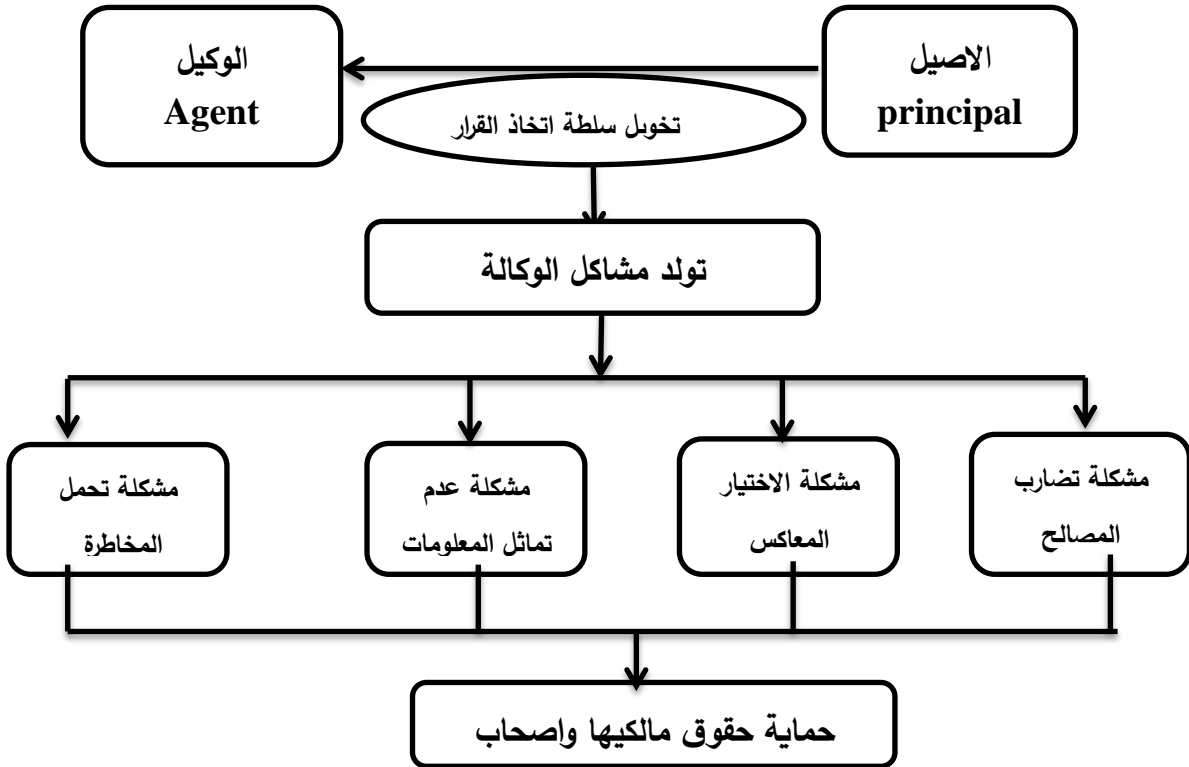 الاصيل
principal
الوكيل
Agent
تخويل سلطة اتخاذ القرار
تولد مشاكل الوكالة
مشكلة تضارب
المصالح
مشكلة الاختيار
المعاكس
مشكلة عدم
تماثل المعلومات
مشكلة تحمل
المخاطرة
حماية حقوق مالكيها واصحاب